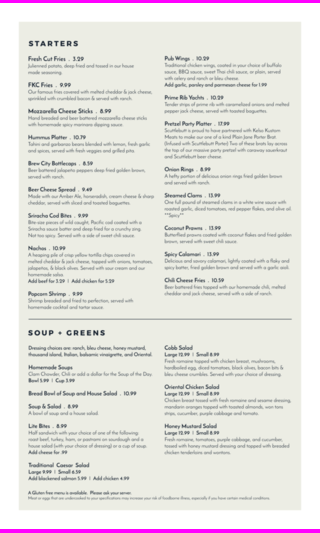 STARTERS
Fresh Cut Fries . 3.29
Julienned potato, deep fried and tossed in our house
made seasoning.
FKC Fries . 9.99
Our famous fries covered with melted cheddar & jack cheese,
sprinkled with crumbled bacon & served with ranch.
Mozzarella Cheese Sticks . 8.99
Hand breaded and beer battered mozzarella cheese sticks
with homemade spicy marinara dipping sauce.
Hummus Platter . 10.79
Tahini and garbanzo beans blended with lemon, fresh garlic
and spices, served with fresh veggies and grilled pita.
Brew City Bottlecaps . 8.59
Beer battered jalapeño peppers deep fried golden brown,
served with ranch.
Beer Cheese Spread . 9.49
Made with our Amber Ale, horseradish, cream cheese & sharp
cheddar, served with sliced and toasted baguettes.
Sriracha Cod Bites . 9.99
Bite-size pieces of wild caught, Pacific cod coated with a
Sriracha sauce batter and deep fried for a crunchy zing.
Not too spicy. Served with a side of sweet chili sauce.
Nachos . 10.99
A heaping pile of crisp yellow tortilla chips covered in
melted cheddar & jack cheese, topped with onions, tomatoes,
jalapeños, & black olives. Served with sour cream and our
homemade salsa.
Add beef for 5.29 | Add chicken for 5.29
Popcorn Shrimp . 9.99
Shrimp breaded and fried to perfection, served with
homemade cocktail and tartar sauce.
Pub Wings . 10.29
Traditional chicken wings, coated in your choice of buffalo
sauce, BBQ sauce, sweet Thai chili sauce, or plain, served
with celery and ranch or bleu cheese.
Add garlic, parsley and parmesan cheese for 1.99
Prime Rib Yachts . 10.29
Tender strips of prime rib with caramelized onions and melted
pepper jack cheese, served with toasted baguettes.
Pretzel Party Platter . 17.99
Scuttlebutt is proud to have partnered with Kelso Kustom
Meats to make our one of a kind Plain-Jane Porter Brat
(Infused with Scuttlebutt Porter) Two of these brats lay across
the top of our massive party pretzel with caraway sauerkraut
and Scuttlebutt beer cheese
Onion Rings . 8.99
A hefty portion of delicious onion rings fried golden brown
and served with ranch.
Steamed Clams . 13.99
One full pound of steamed clams in a white wine sauce with
roasted garlic, diced tomatoes, red pepper flakes, and olive oil.
**Spicy**
Coconut Prawns . 13.99
Butterflied prawns coated with coconut flakes and fried golden
brown, served with sweet chili sauce.
Spicy Calamari . 13.99
Delicious and savory calamari, lightly coated with a flaky and
spicy batter, fried golden brown and served with a garlic aioli.
Chili Cheese Fries . 10.59
Beer battered fries topped with our homemade chili, melted
cheddar & jack cheese, served with a side of ranch.
SOUP + GREENS
Dressing choices are: ranch, bleu cheese, honey mustard,
thousand island, Italian, balsamic vinaigrette, and Oriental.
Homemade Soups
Clam Chowder, Chili or add a dollar for the Soup of the Day.
Bowl 5.99 | Cup 3.99
Bread Bowl of Soup and House Salad . 10.99
Soup & Salad . 8.99
A bowl of soup and a house salad.
Lite Bites . 8.99
Half sandwich with your choice of one of the following:
roast beef, turkey, ham, or pastrami on sourdough and a
house salad (with your choice of dressing) or a cup of soup.
Add cheese for .99
Traditional Caesar Salad
Large 9.99 | Small 6.59
Add blackened salmon 5.99 | Add chicken 4.99
Cobb Salad
Large 13.99 | Small 8.99
Fresh romaine topped with chicken breast, mushrooms,
hardboiled egg, diced tomatoes, black olives, bacon bits &
bleu cheese crumbles. Served with your choice of dressing.
Oriental Chicken Salad
Large 12.99 | Small 8.99
Chicken breast tossed with fresh romaine and sesame dressing,
mandarin oranges topped with toasted almonds, won tons
strips, cucumber, purple cabbage and tomato.
Honey Mustard Salad
Large 13.99 | Small 8.99
Fresh romaine, tomatoes, purple cabbage, and cucumber,
tossed with honey mustard dressing and topped with breaded
chicken tenderloins and wontons.
A Gluten free menu is available. Please ask your server.
Meat or eggs that are undercooked to your specifications may increase your risk of foodborne illness, especially if you have certain medical conditions.